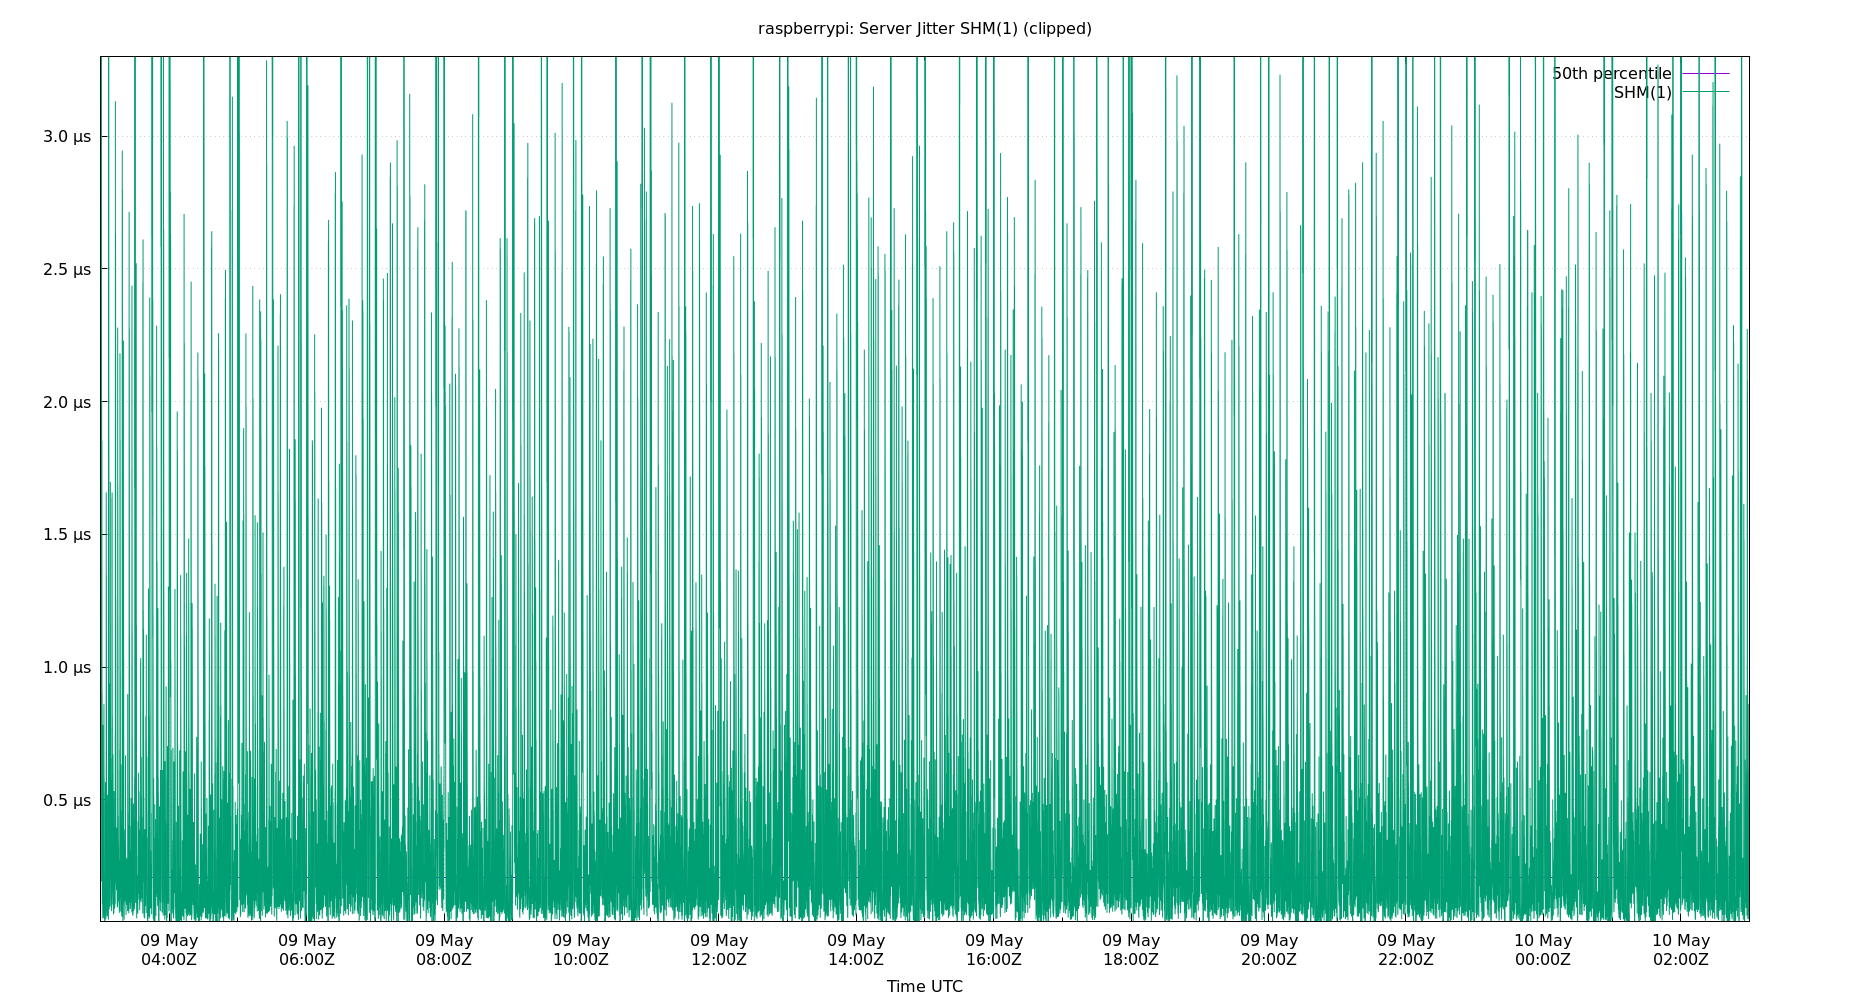 raspberrypi: Server Jitter SHM(1) (clipped)
50th percentile
SHM(1)
3.0 µs
2.5 µs
2.0 µs
1.5 µs
1.0 µs
0.5 µs
09 May 09 May 09 May 09 May 09 May 09 May 09 May 09 May 09 May 09 May 10 May 10 May
04:00Z 06:00Z 08:00Z 10:00Z 12:00Z 14:00Z 16:00Z 18:00Z 20:00Z 22:00Z 00:00Z 02:00Z
Time UTC